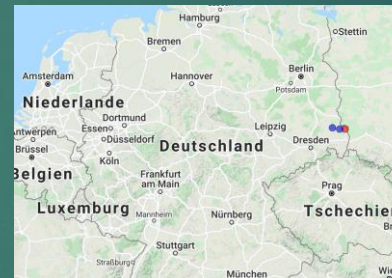 Hamburg
Stettin
Bremen
Amsterdam
Hannover
Berlin
Potsdam
Niederlande
Antwerpen
Essen
Dortmund
Düsseldorf
Leipzig
Brüssel
Köln
Deutschland
Dresden
Belgien
Frankfurt
am Main
Prag
Luxemburg
Mannheim
Nürnberg
Tschechien
Straßburg
Stuttgart
München